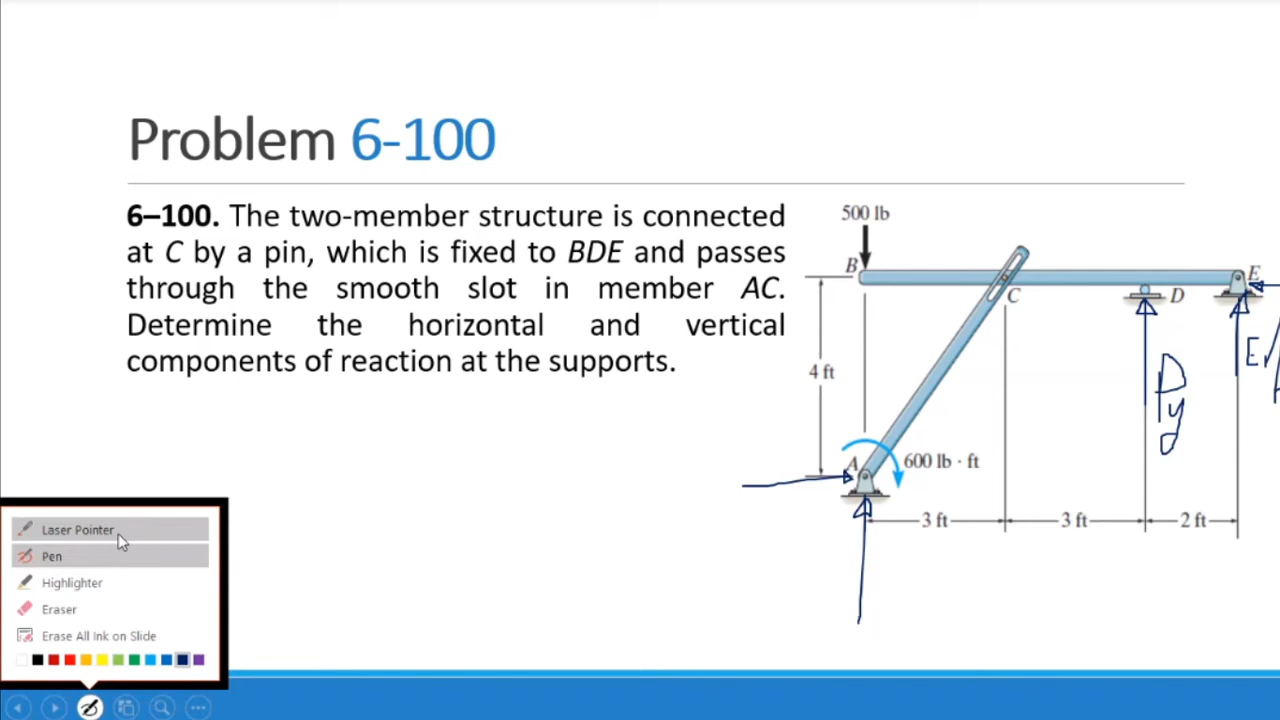 Problem 6-100
6–100. The two-member structure is connected
at C by a pin, which is fixed to BDE and passes
through the smooth slot in member AC.
Determine the horizontal and vertical
components of reaction at the supports.
500 lb
B
E
C
D
4 ft
A
600 lb · ft
3 ft
3 ft
2 ft
Laser Pointer
Pen
Highlighter
Eraser
Erase All Ink on Slide